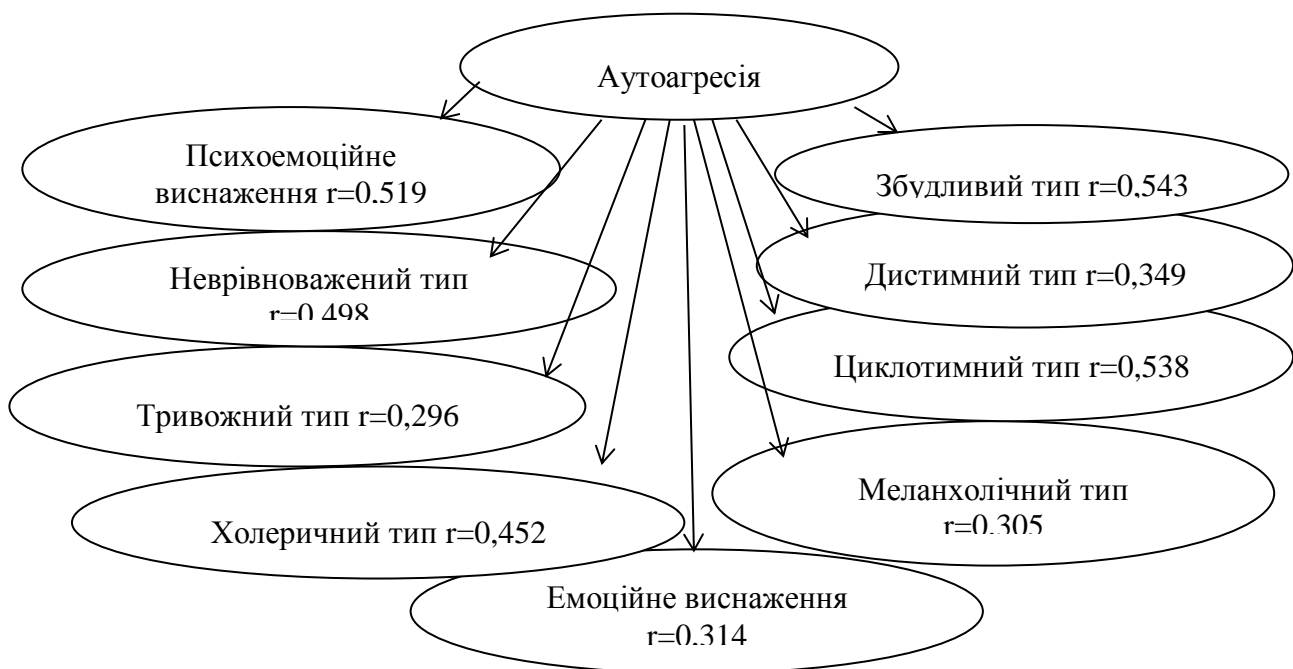 Аутоагресія
Психоемоційне
виснаження r=0,519
Неврівноважений тип
r=0,498
Тривожний тип r=0,296
Холеричний тип r=0,452
Емоційне виснаження
r=0,314
Збудливий тип r=0,543
Дистимний тип r=0,349
Циклотимний тип r=0,538
Меланхолічний тип
r=0,305